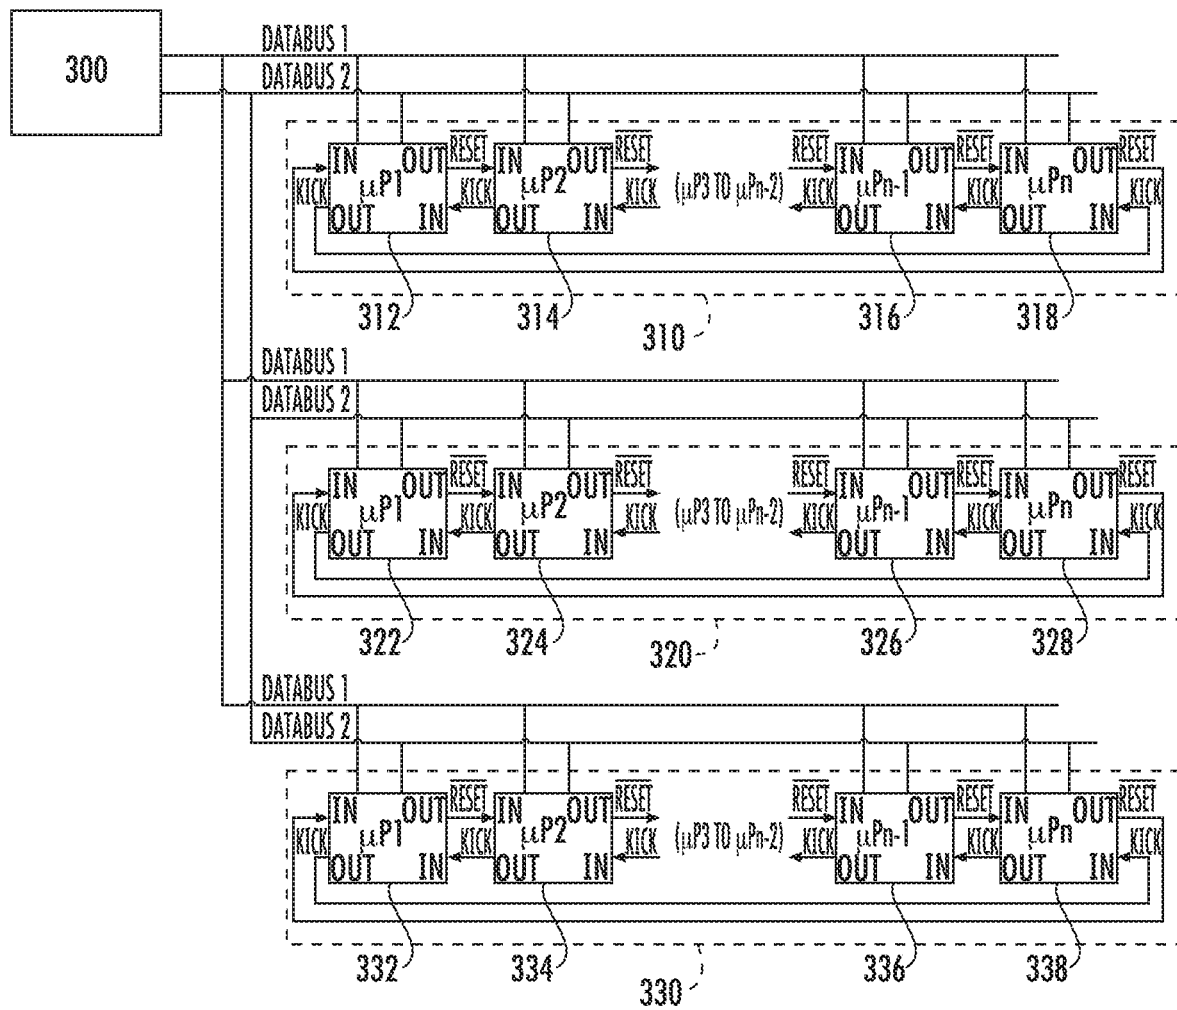 300
DATABUS 1
DATABUS 2
RESET RESET RESET RESET RESET
IN OUT IN OUT IN OUT IN OUT
KICK μP1 KICK μP2 KICK (μP3 TO μPn-2) KICK μPn-1 KICK μPn KICK
OUT IN OUT IN OUT IN OUT IN
312 314 316 318
310
DATABUS 1
DATABUS 2
RESET RESET RESET RESET RESET
IN OUT IN OUT IN OUT IN OUT
KICK μP1 KICK μP2 KICK (μP3 TO μPn-2) KICK μPn-1 KICK μPn KICK
OUT IN OUT IN OUT IN OUT IN
322 324 326 328
320
DATABUS 1
DATABUS 2
RESET RESET RESET RESET RESET
IN OUT IN OUT IN OUT IN OUT
KICK μP1 KICK μP2 KICK (μP3 TO μPn-2) KICK μPn-1 KICK μPn KICK
OUT IN OUT IN OUT IN OUT IN
332 334 336 338
330